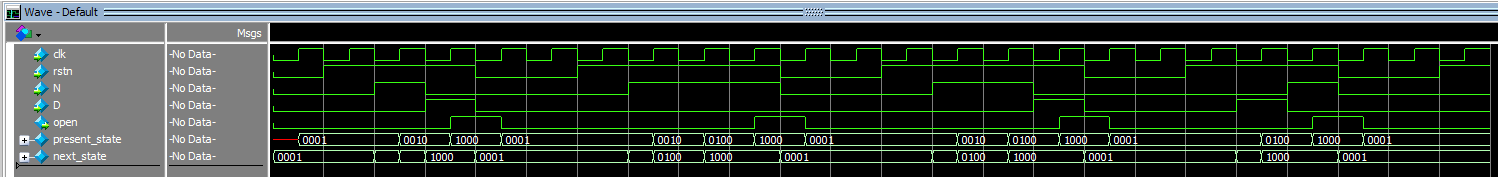 Wave - Default
Msgs
clk -No Data-
rstn -No Data-
N -No Data-
D -No Data-
open -No Data-
present_state -No Data- 0001 0010 1000 0001 0010 0100 1000 0001 0010 0100 1000 0001 0100 1000 0001
next_state -No Data- 0001 1000 0001 0100 1000 0001 0100 1000 0001 1000 0001